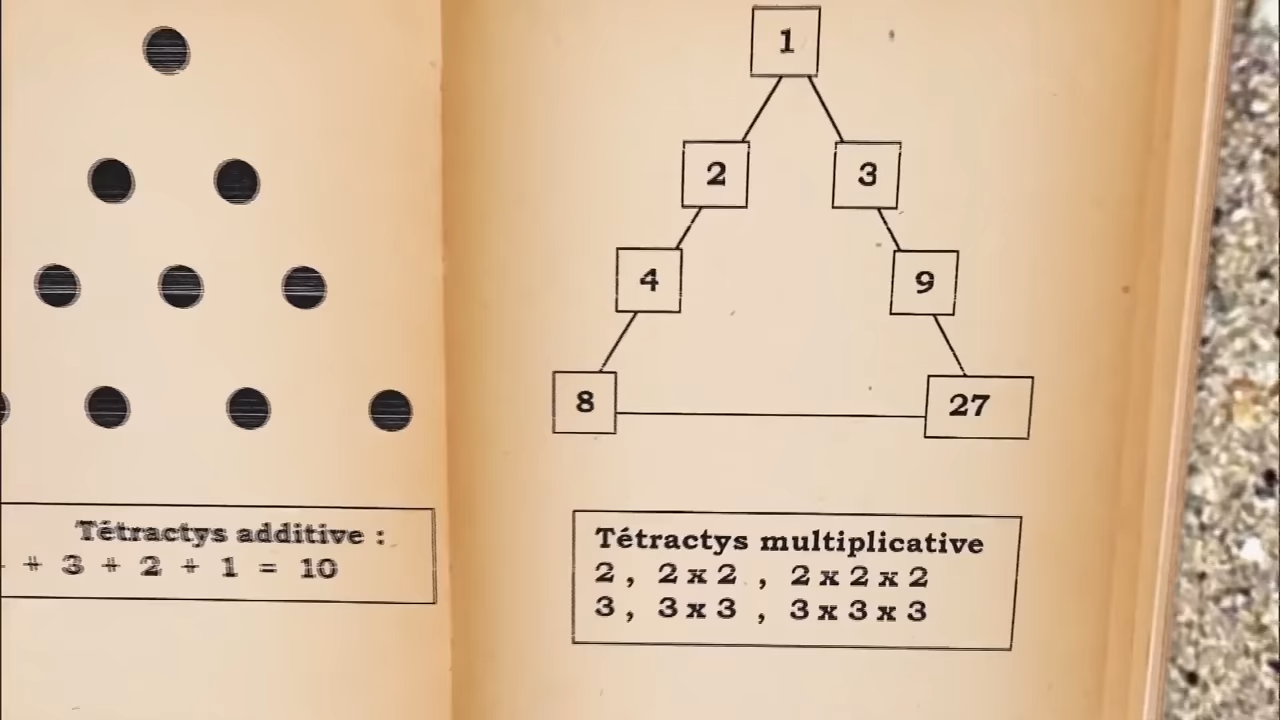 Tétractys additive :
+ 3 + 2 + 1 = 10
1
2 3
4 9
8 27
Tétractys multiplicative
2 , 2 x 2 , 2 x 2 x 2
3 , 3 x 3 , 3 x 3 x 3